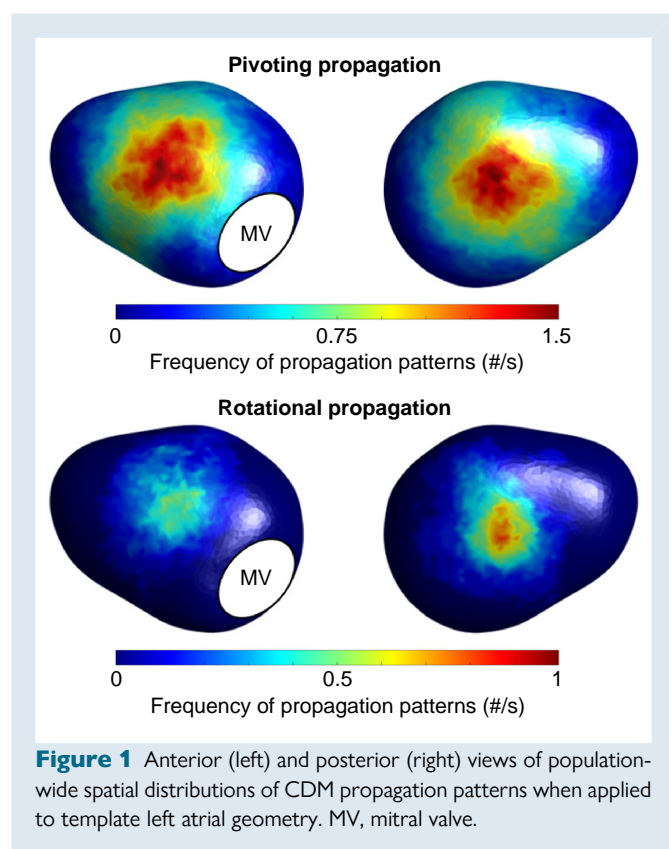 Pivoting propagation
MV
0 0.75 1.5
Frequency of propagation patterns (#/s)
Rotational propagation
MV
0 0.5 1
Frequency of propagation patterns (#/s)
Figure 1 Anterior (left) and posterior (right) views of population-
wide spatial distributions of CDM propagation patterns when applied
to template left atrial geometry. MV, mitral valve.